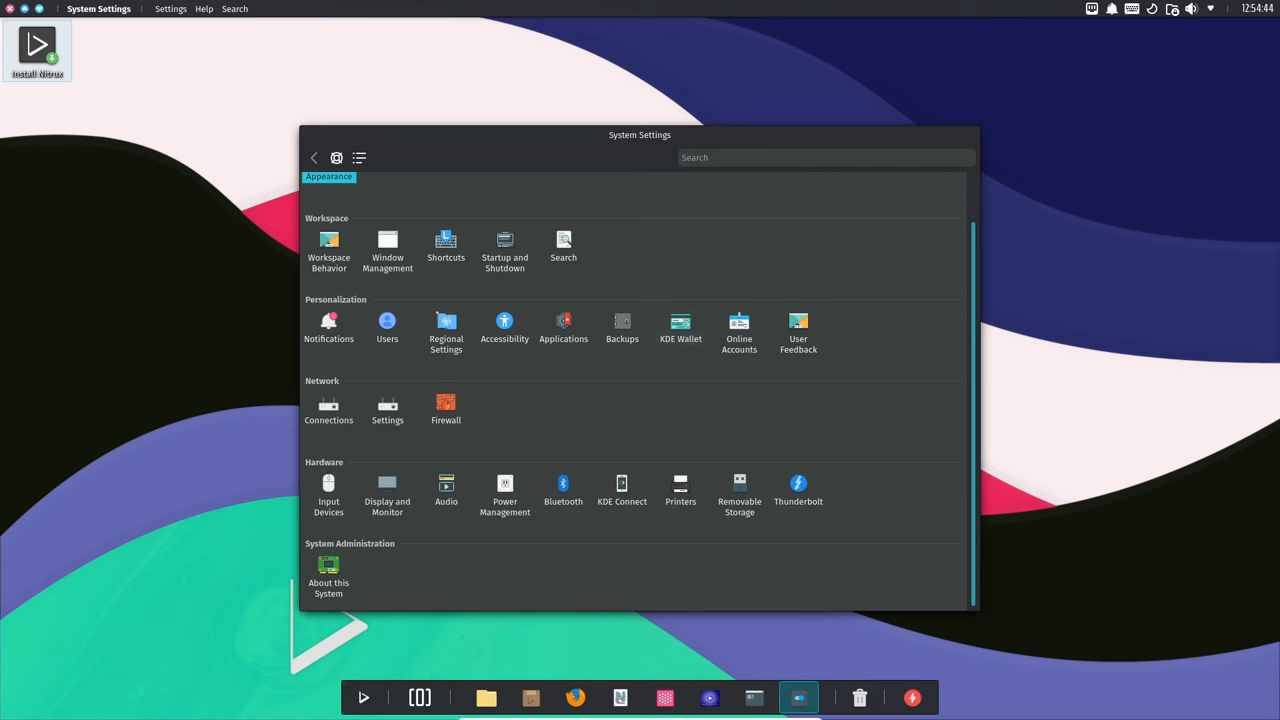 System Settings Settings Help Search 12:54:44
Install Nitrux
System Settings
Search
Appearance
Workspace
Workspace Behavior
Window Management
Shortcuts
Startup and Shutdown
Search
Personalization
Notifications
Users
Regional Settings
Accessibility
Applications
Backups
KDE Wallet
Online Accounts
User Feedback
Network
Connections
Settings
Firewall
Hardware
Input Devices
Display and Monitor
Audio
Power Management
Bluetooth
KDE Connect
Printers
Removable Storage
Thunderbolt
System Administration
About this System